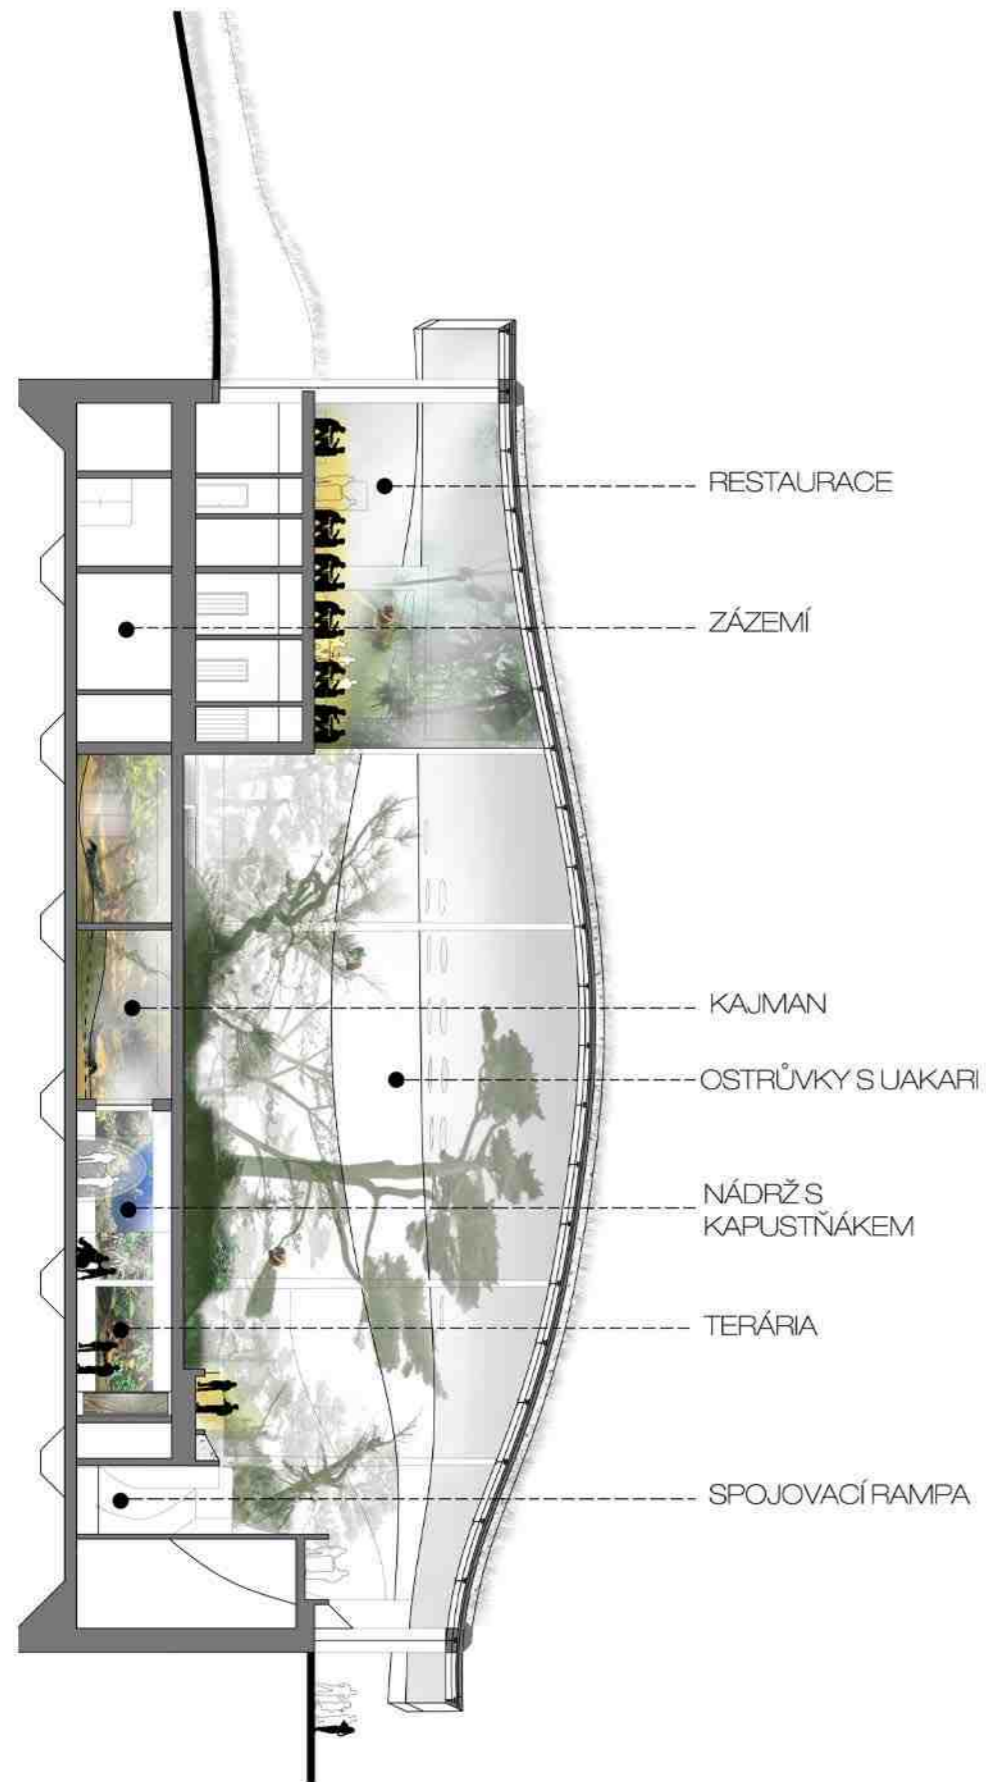 RESTAURACE
ZÁZEMÍ
KAJMAN
OSTRŮVKY S UAKARI
NÁDRŽ S
KAPUSTŇÁKEM
TERÁRIA
SPOJOVACÍ RAMPA